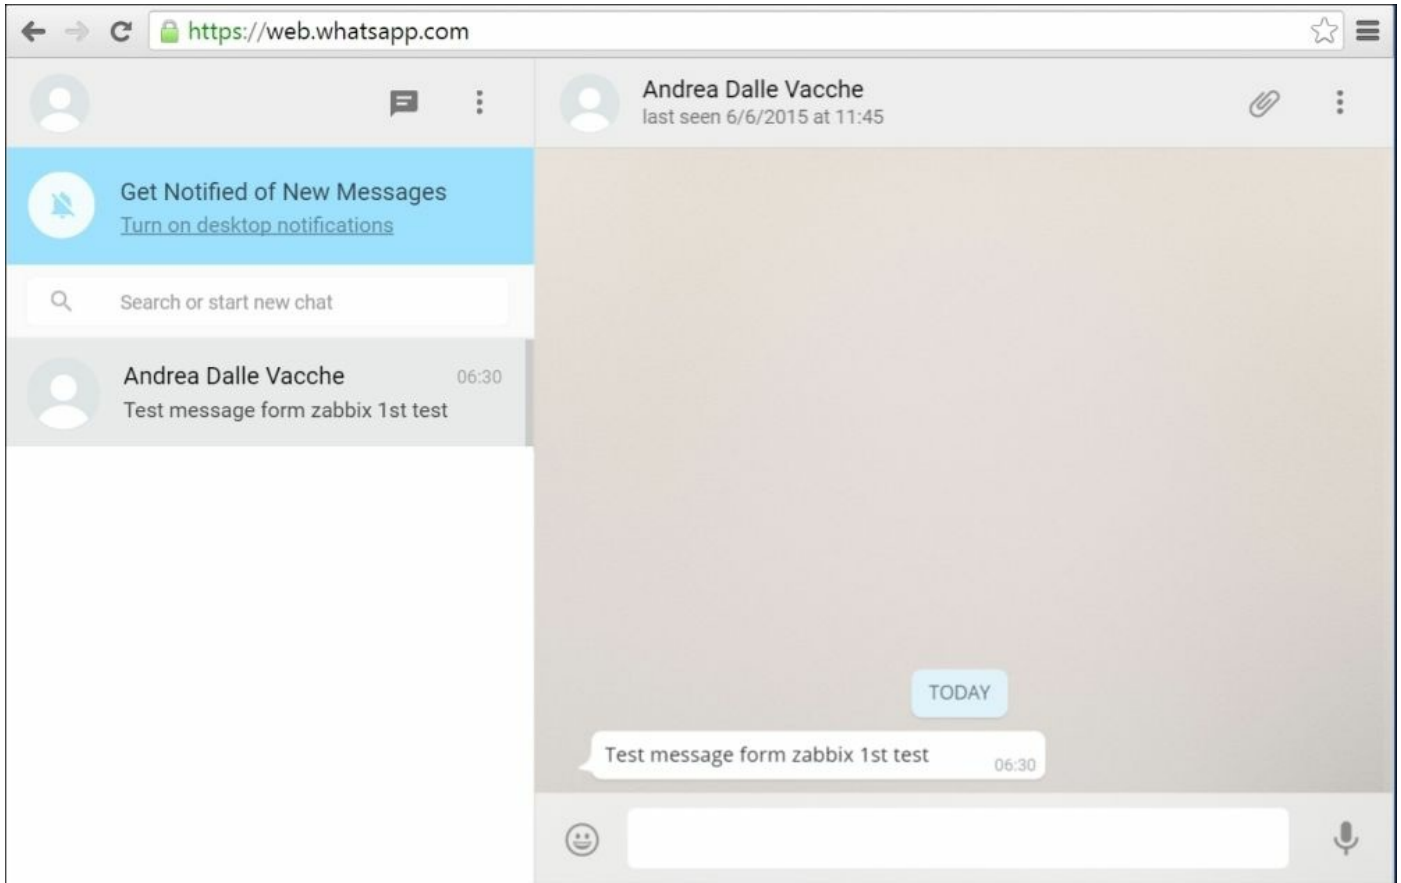 https://web.whatsapp.com
Andrea Dalle Vacche
last seen 6/6/2015 at 11:45
Get Notified of New Messages
Turn on desktop notifications
Search or start new chat
Andrea Dalle Vacche 06:30
Test message form zabbix 1st test
TODAY
Test message form zabbix 1st test 06:30